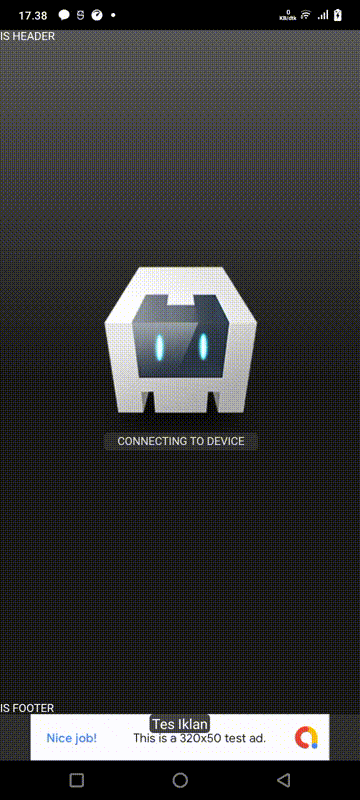 17.38
0
KB/dtk
IS HEADER
CONNECTING TO DEVICE
IS FOOTER
Tes Iklan
Nice job!
This is a 320x50 test ad.